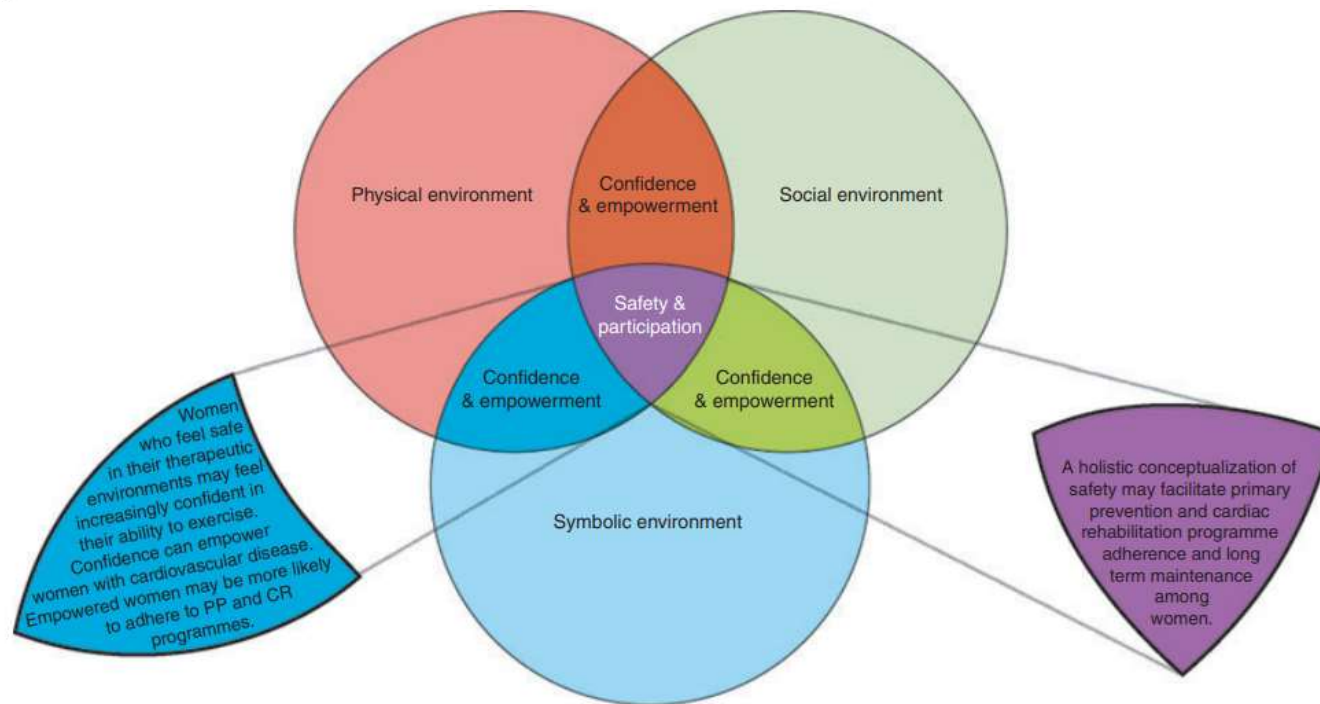 Physical environment
Confidence
& empowerment
Social environment
Safety &
participation
Confidence
& empowerment
Confidence
& empowerment
Symbolic environment
Women
who feel safe
in their therapeutic
environments may feel
increasingly confident in
their ability to exercise.
Confidence can empower
women with cardiovascular disease.
Empowered women may be more likely
to adhere to PP and CR
programmes.
A holistic conceptualization of
safety may facilitate primary
prevention and cardiac
rehabilitation programme
adherence and long
term maintenance
among
women.